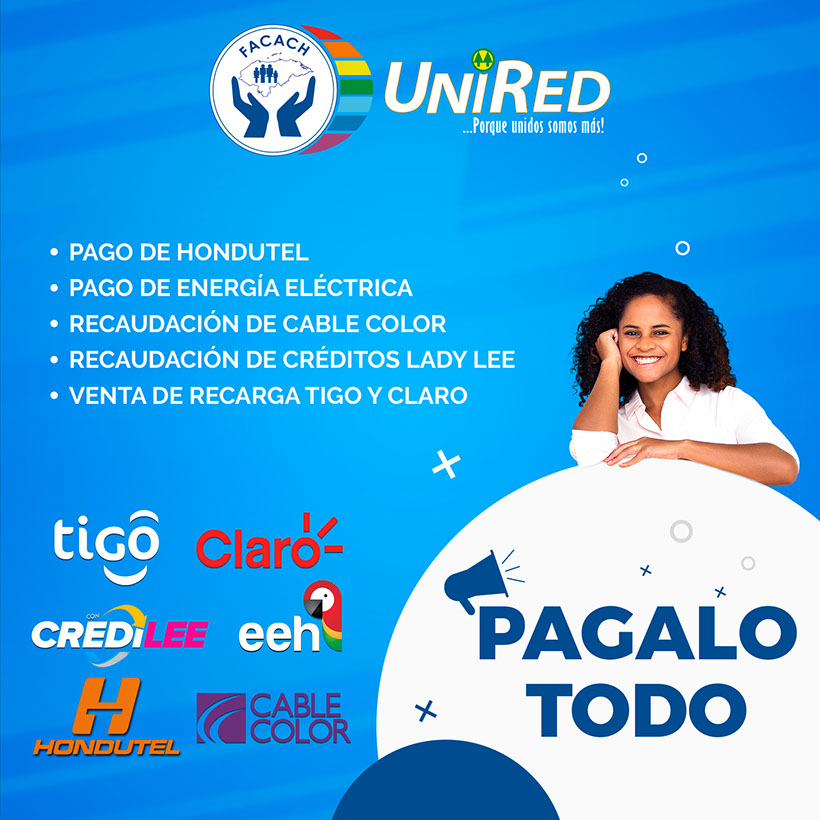 FACACH
UNIRED
...Porque unidos somos más!
• PAGO DE HONDUTEL
• PAGO DE ENERGÍA ELÉCTRICA
• RECAUDACIÓN DE CABLE COLOR
• RECAUDACIÓN DE CRÉDITOS LADY LEE
• VENTA DE RECARGA TIGO Y CLARO
tigo
Claro
CON
CREDILEE
eeh
HONDUTEL
CABLE
COLOR
PAGALO
TODO